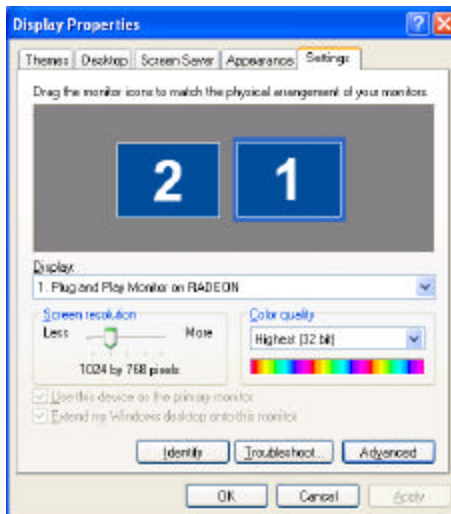 Display Properties
Themes Desktop Screen Saver Appearance Settings
Drag the monitor icons to match the physical arrangement of your monitors.
2 1
Display:
1. Plug and Play Monitor on RADEON
Screen resolution
Less More
1024 by 768 pixels
Color quality
Highest (32 bit)
Use this device as the primary monitor.
Extend my Windows desktop onto this monitor.
Identify Troubleshoot... Advanced
OK Cancel Apply